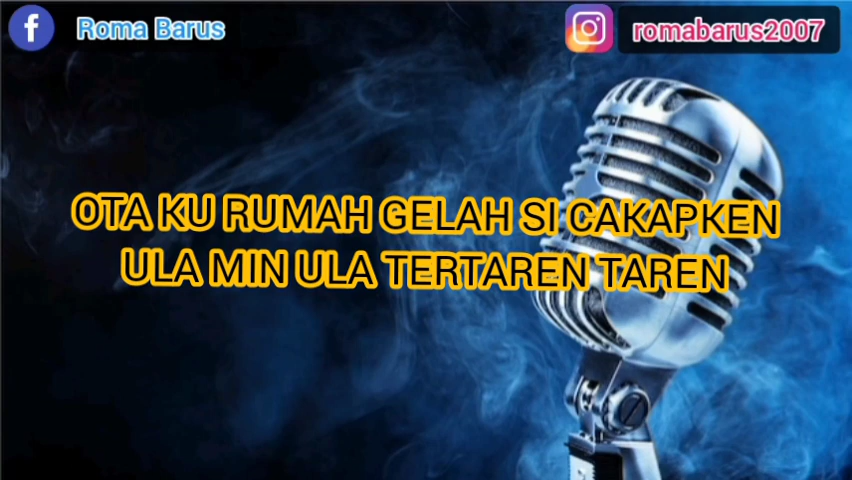 Roma Barus
romabarus2007
OTA KU RUMAH GELAH SI CAKAPKEN
ULA MIN ULA TERTAREN TAREN